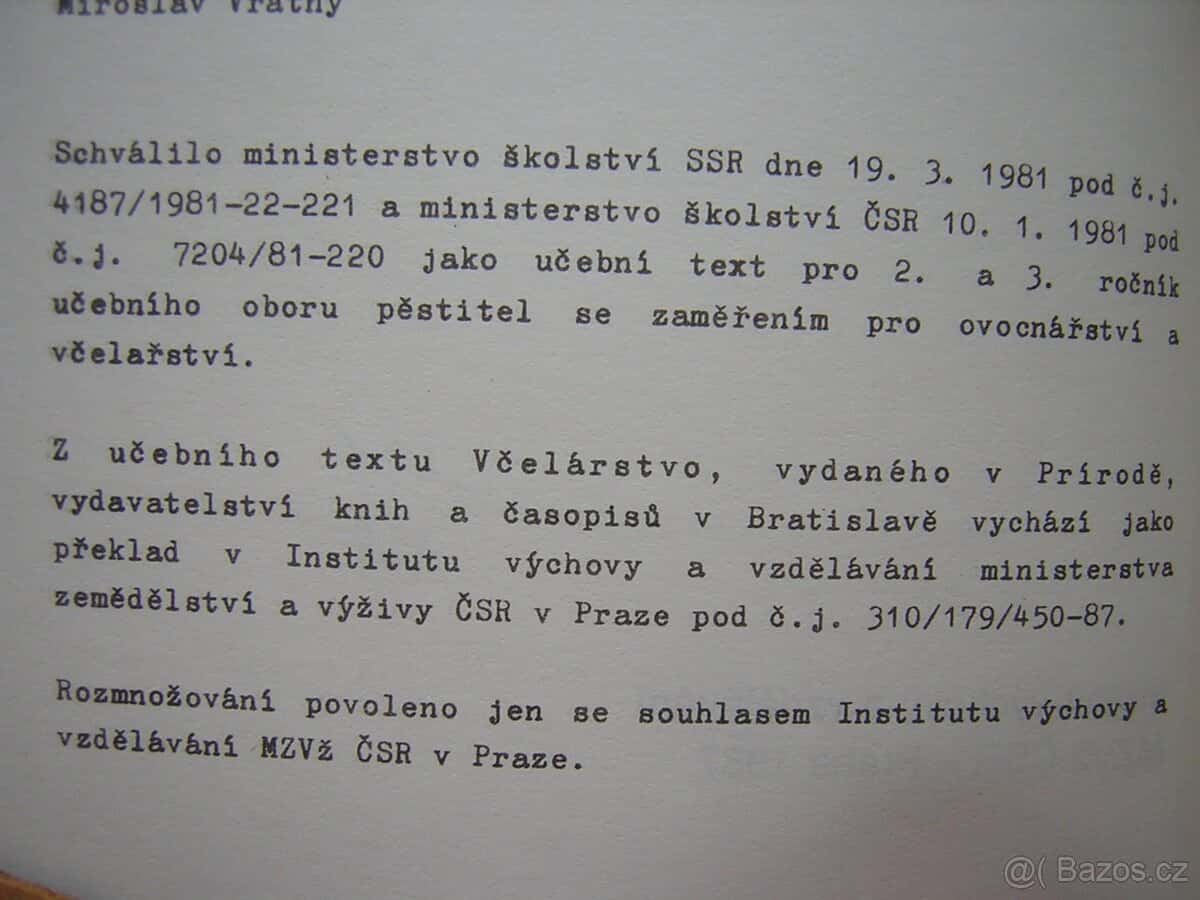 Miroslav Vrátný
Schválilo ministerstvo školství SSR dne 19. 3. 1981 pod č.j.
4187/1981-22-221 a ministerstvo školství ČSR 10. 1. 1981 pod
č.j. 7204/81-220 jako učební text pro 2. a 3. ročník
učebního oboru pěstitel se zaměřením pro ovocnářství a
včelařství.
Z učebního textu Včelárstvo, vydaného v Prírodě,
vydavatelství knih a časopisů v Bratislavě vychází jako
překlad v Institutu výchovy a vzdělávání ministerstva
zemědělství a výživy ČSR v Praze pod č.j. 310/179/450-87.
Rozmnožování povoleno jen se souhlasem Institutu výchovy a
vzdělávání MZVž ČSR v Praze.
@( Bazos.cz